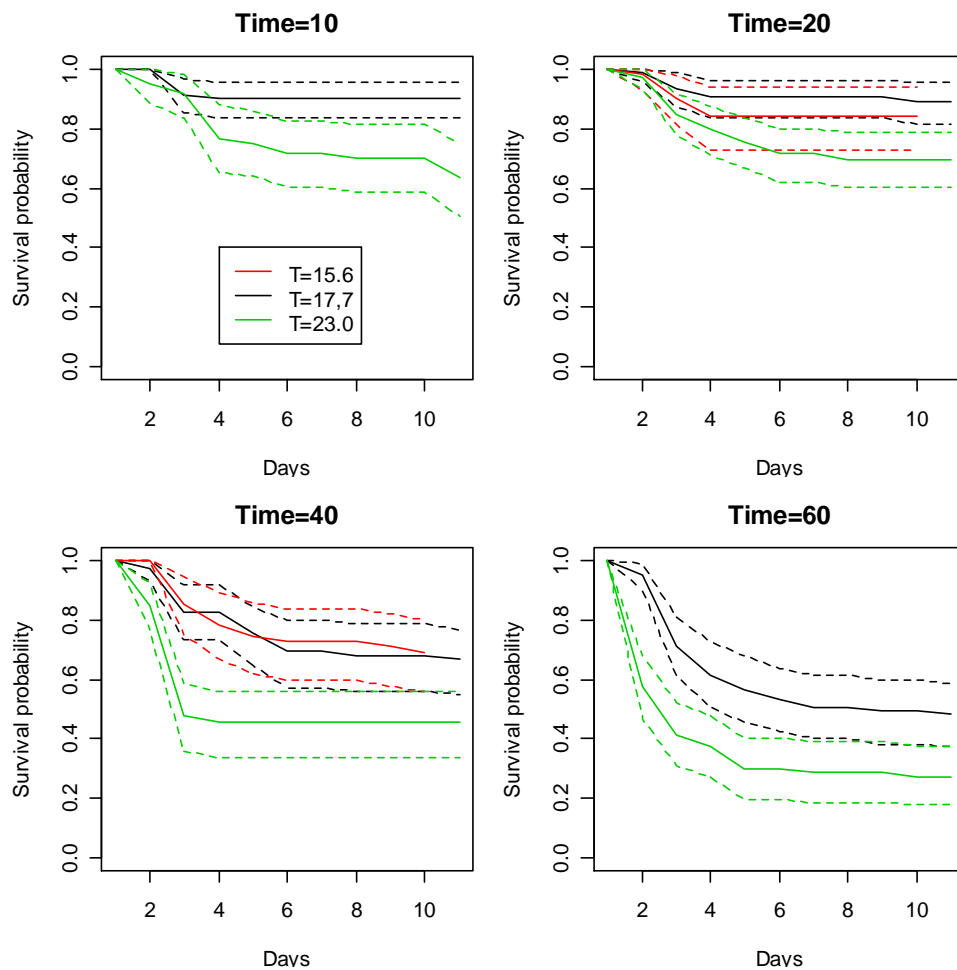 Time=10
Survival probability
0.0 0.2 0.4 0.6 0.8 1.0
T=15.6
T=17,7
T=23.0
2 4 6 8 10
Days
Time=20
Survival probability
0.0 0.2 0.4 0.6 0.8 1.0
2 4 6 8 10
Days
Time=40
Survival probability
0.0 0.2 0.4 0.6 0.8 1.0
2 4 6 8 10
Days
Time=60
Survival probability
0.0 0.2 0.4 0.6 0.8 1.0
2 4 6 8 10
Days